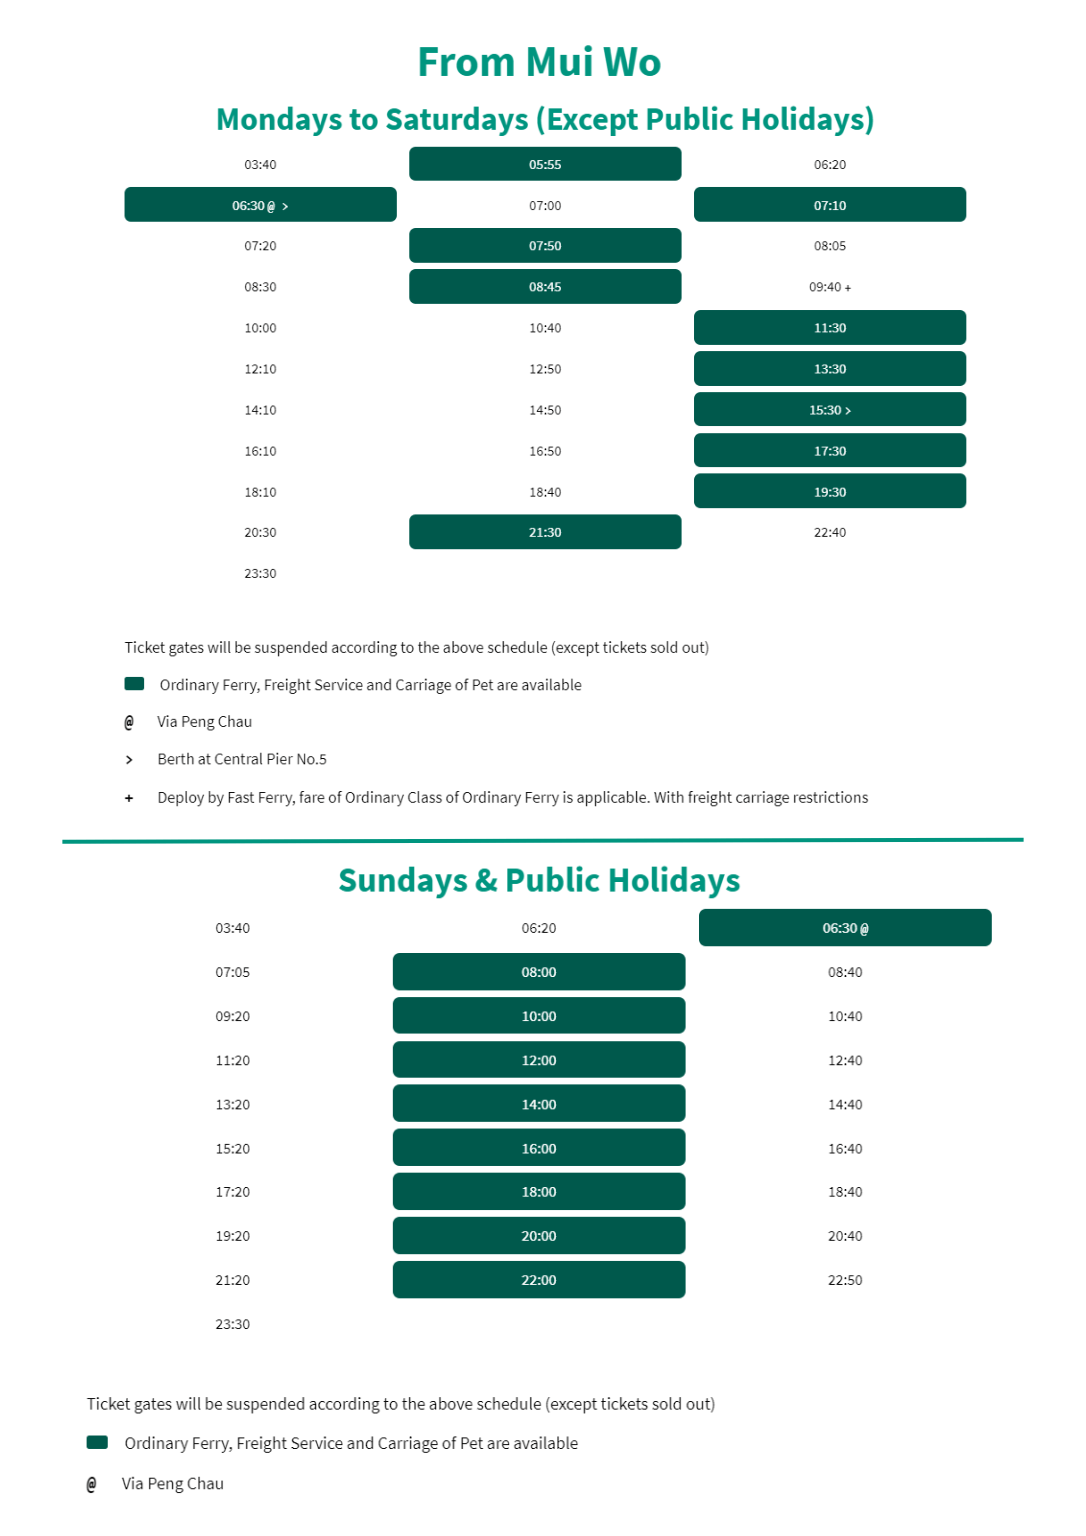 From Mui Wo
Mondays to Saturdays (Except Public Holidays)
03:40 05:55 06:20
06:30 @ > 07:00 07:10
07:20 07:50 08:05
08:30 08:45 09:40 +
10:00 10:40 11:30
12:10 12:50 13:30
14:10 14:50 15:30 >
16:10 16:50 17:30
18:10 18:40 19:30
20:30 21:30 22:40
23:30
Ticket gates will be suspended according to the above schedule (except tickets sold out)
Ordinary Ferry, Freight Service and Carriage of Pet are available
@ Via Peng Chau
> Berth at Central Pier No.5
+ Deploy by Fast Ferry, fare of Ordinary Class of Ordinary Ferry is applicable. With freight carriage restrictions
Sundays & Public Holidays
03:40 06:20 06:30 @
07:05 08:00 08:40
09:20 10:00 10:40
11:20 12:00 12:40
13:20 14:00 14:40
15:20 16:00 16:40
17:20 18:00 18:40
19:20 20:00 20:40
21:20 22:00 22:50
23:30
Ticket gates will be suspended according to the above schedule (except tickets sold out)
Ordinary Ferry, Freight Service and Carriage of Pet are available
@ Via Peng Chau